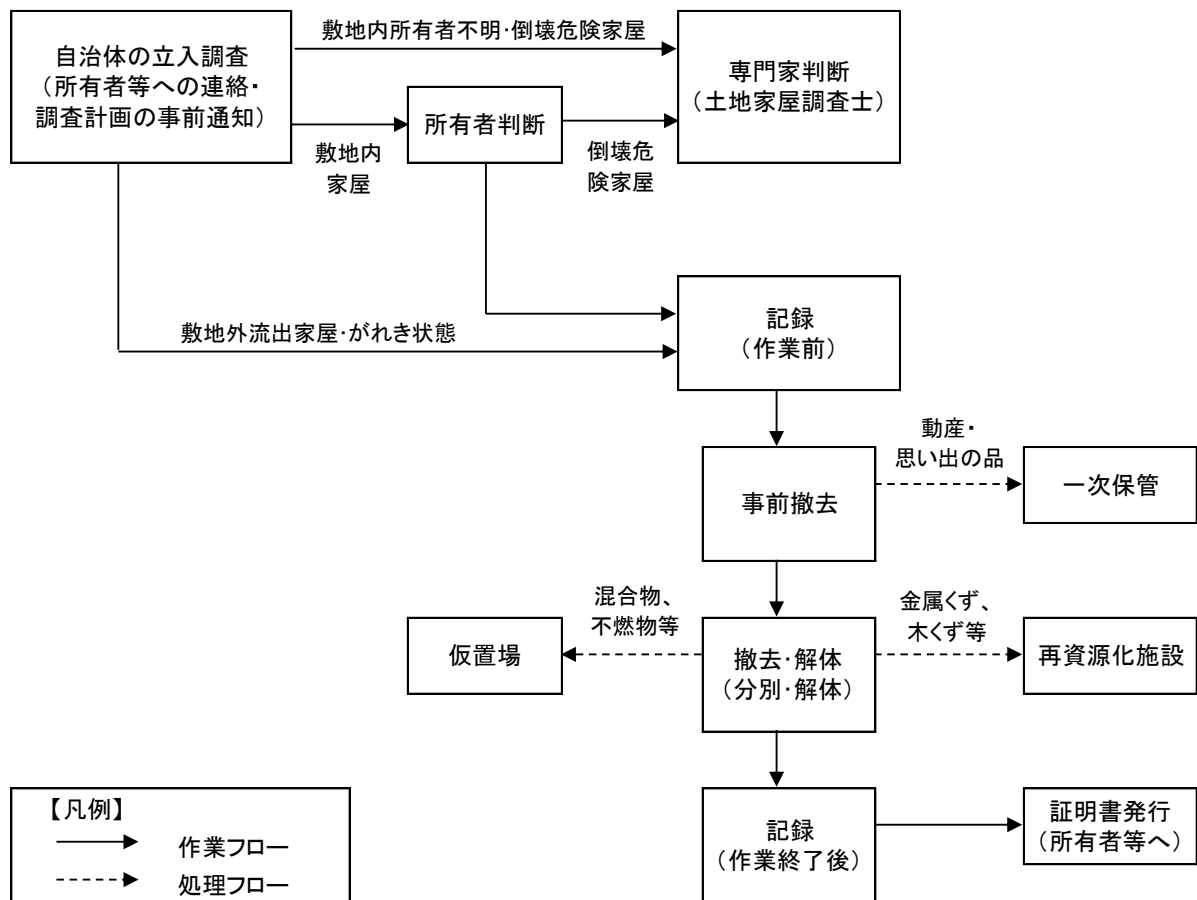 敷地内所有者不明・倒壊危険家屋
自治体の立入調査
（所有者等への連絡・
調査計画の事前通知）
専門家判断
（土地家屋調査士）
所有者判断
敷地内
家屋
倒壊危
険家屋
敷地外流出家屋・がれき状態
記録
（作業前）
動産・
思い出の品
事前撤去
一次保管
混合物、
不燃物等
金属くず、
木くず等
仮置場
撤去・解体
（分別・解体）
再資源化施設
【凡例】
作業フロー
処理フロー
記録
（作業終了後）
証明書発行
（所有者等へ）